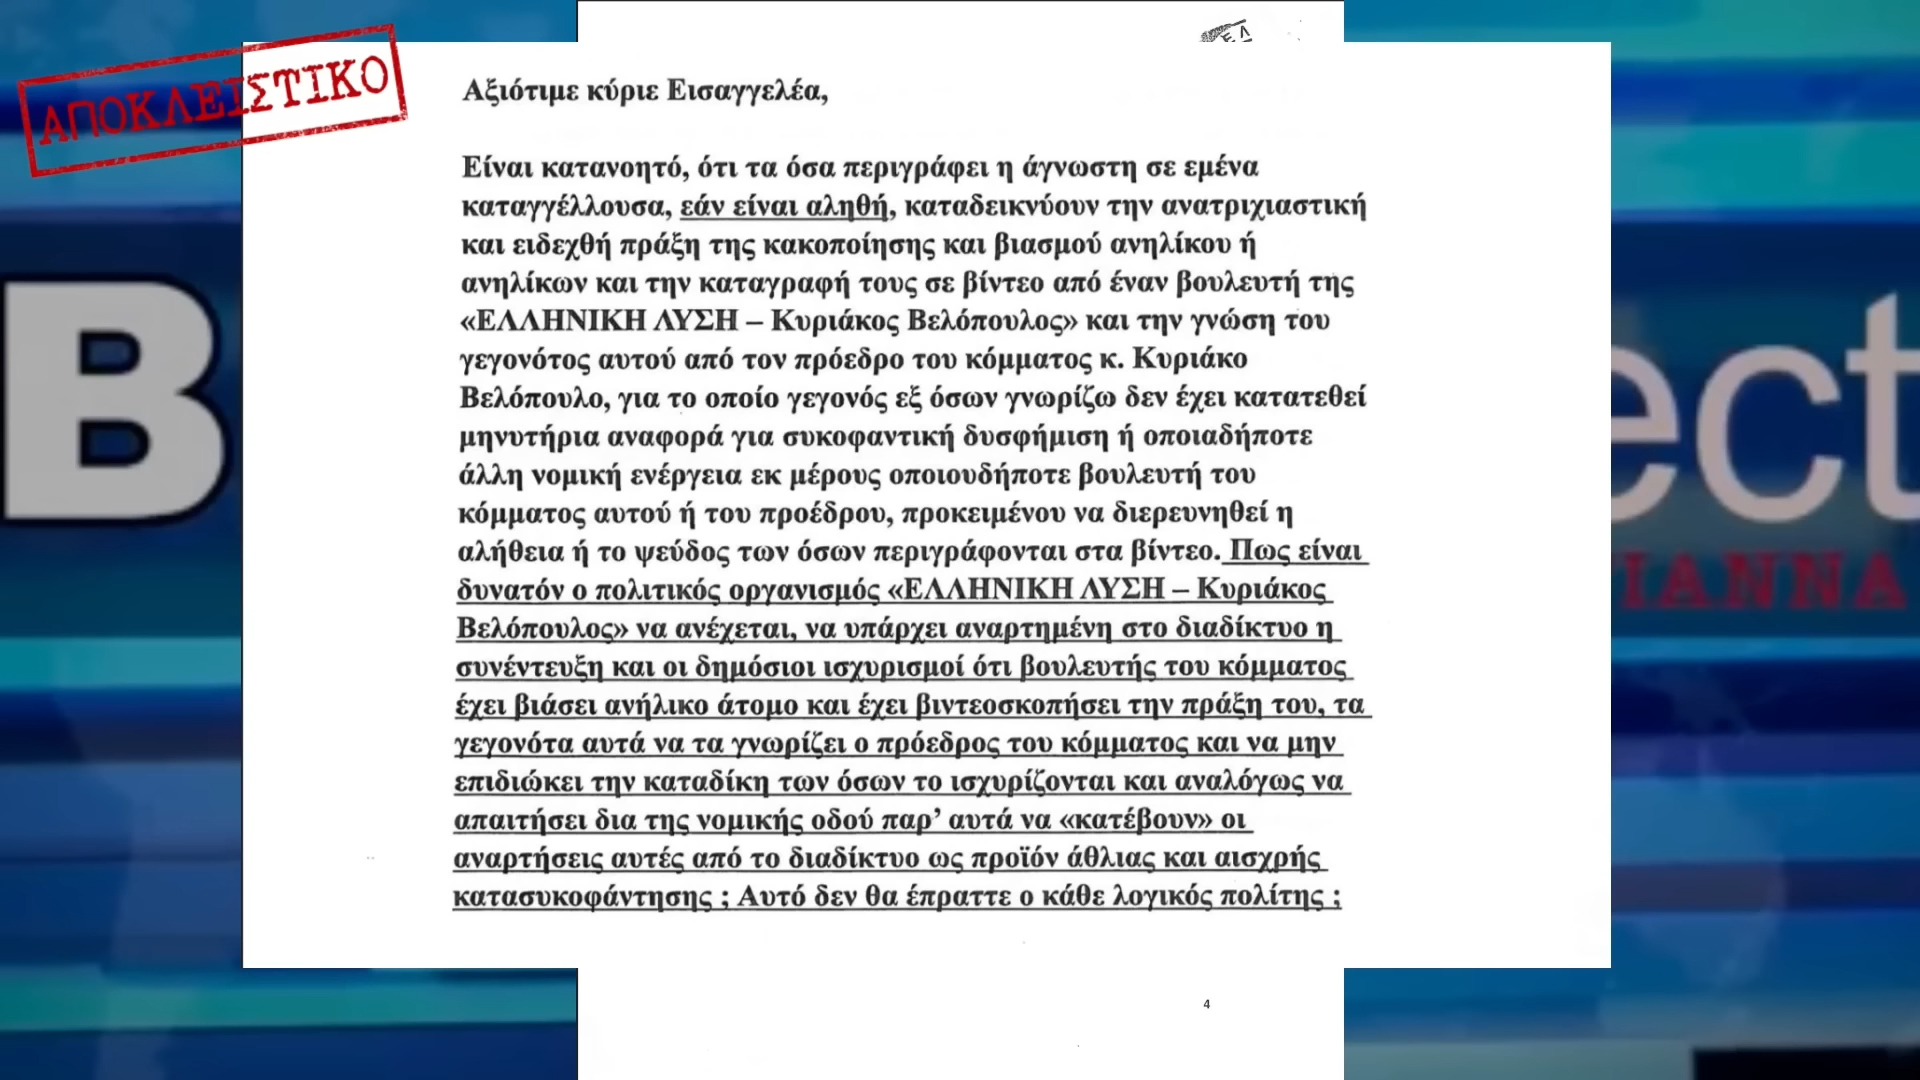 ΑΠΟΚΛΕΙΣΤΙΚΟ
Αξιότιμε κύριε Εισαγγελέα,
Είναι κατανοητό, ότι τα όσα περιγράφει η άγνωστη σε εμένα
καταγγέλλουσα, εάν είναι αληθή, καταδεικνύουν την ανατριχιαστική
και ειδεχθή πράξη της κακοποίησης και βιασμού ανηλίκου ή
ανηλίκων και την καταγραφή τους σε βίντεο από έναν βουλευτή της
«ΕΛΛΗΝΙΚΗ ΛΥΣΗ – Κυριάκος Βελόπουλος» και την γνώση του
γεγονότος αυτού από τον πρόεδρο του κόμματος κ. Κυριάκο
Βελόπουλο, για το οποίο γεγονός εξ όσων γνωρίζω δεν έχει κατατεθεί
μηνυτήρια αναφορά για συκοφαντική δυσφήμιση ή οποιαδήποτε
άλλη νομική ενέργεια εκ μέρους οποιουδήποτε βουλευτή του
κόμματος αυτού ή του προέδρου, προκειμένου να διερευνηθεί η
αλήθεια ή το ψεύδος των όσων περιγράφονται στα βίντεο. Πως είναι
δυνατόν ο πολιτικός οργανισμός «ΕΛΛΗΝΙΚΗ ΛΥΣΗ – Κυριάκος
Βελόπουλος» να ανέχεται, να υπάρχει αναρτημένη στο διαδίκτυο η
συνέντευξη και οι δημόσιοι ισχυρισμοί ότι βουλευτής του κόμματος
έχει βιάσει ανήλικο άτομο και έχει βιντεοσκοπήσει την πράξη του, τα
γεγονότα αυτά να τα γνωρίζει ο πρόεδρος του κόμματος και να μην
επιδιώκει την καταδίκη των όσων το ισχυρίζονται και αναλόγως να
απαιτήσει δια της νομικής οδού παρ’ αυτά να «κατέβουν» οι
αναρτήσεις αυτές από το διαδίκτυο ως προϊόν άθλιας και αισχρής
κατασυκοφάντησης ; Αυτό δεν θα έπραττε ο κάθε λογικός πολίτης ;
4
B
ect
ΙΑΝΝΑ